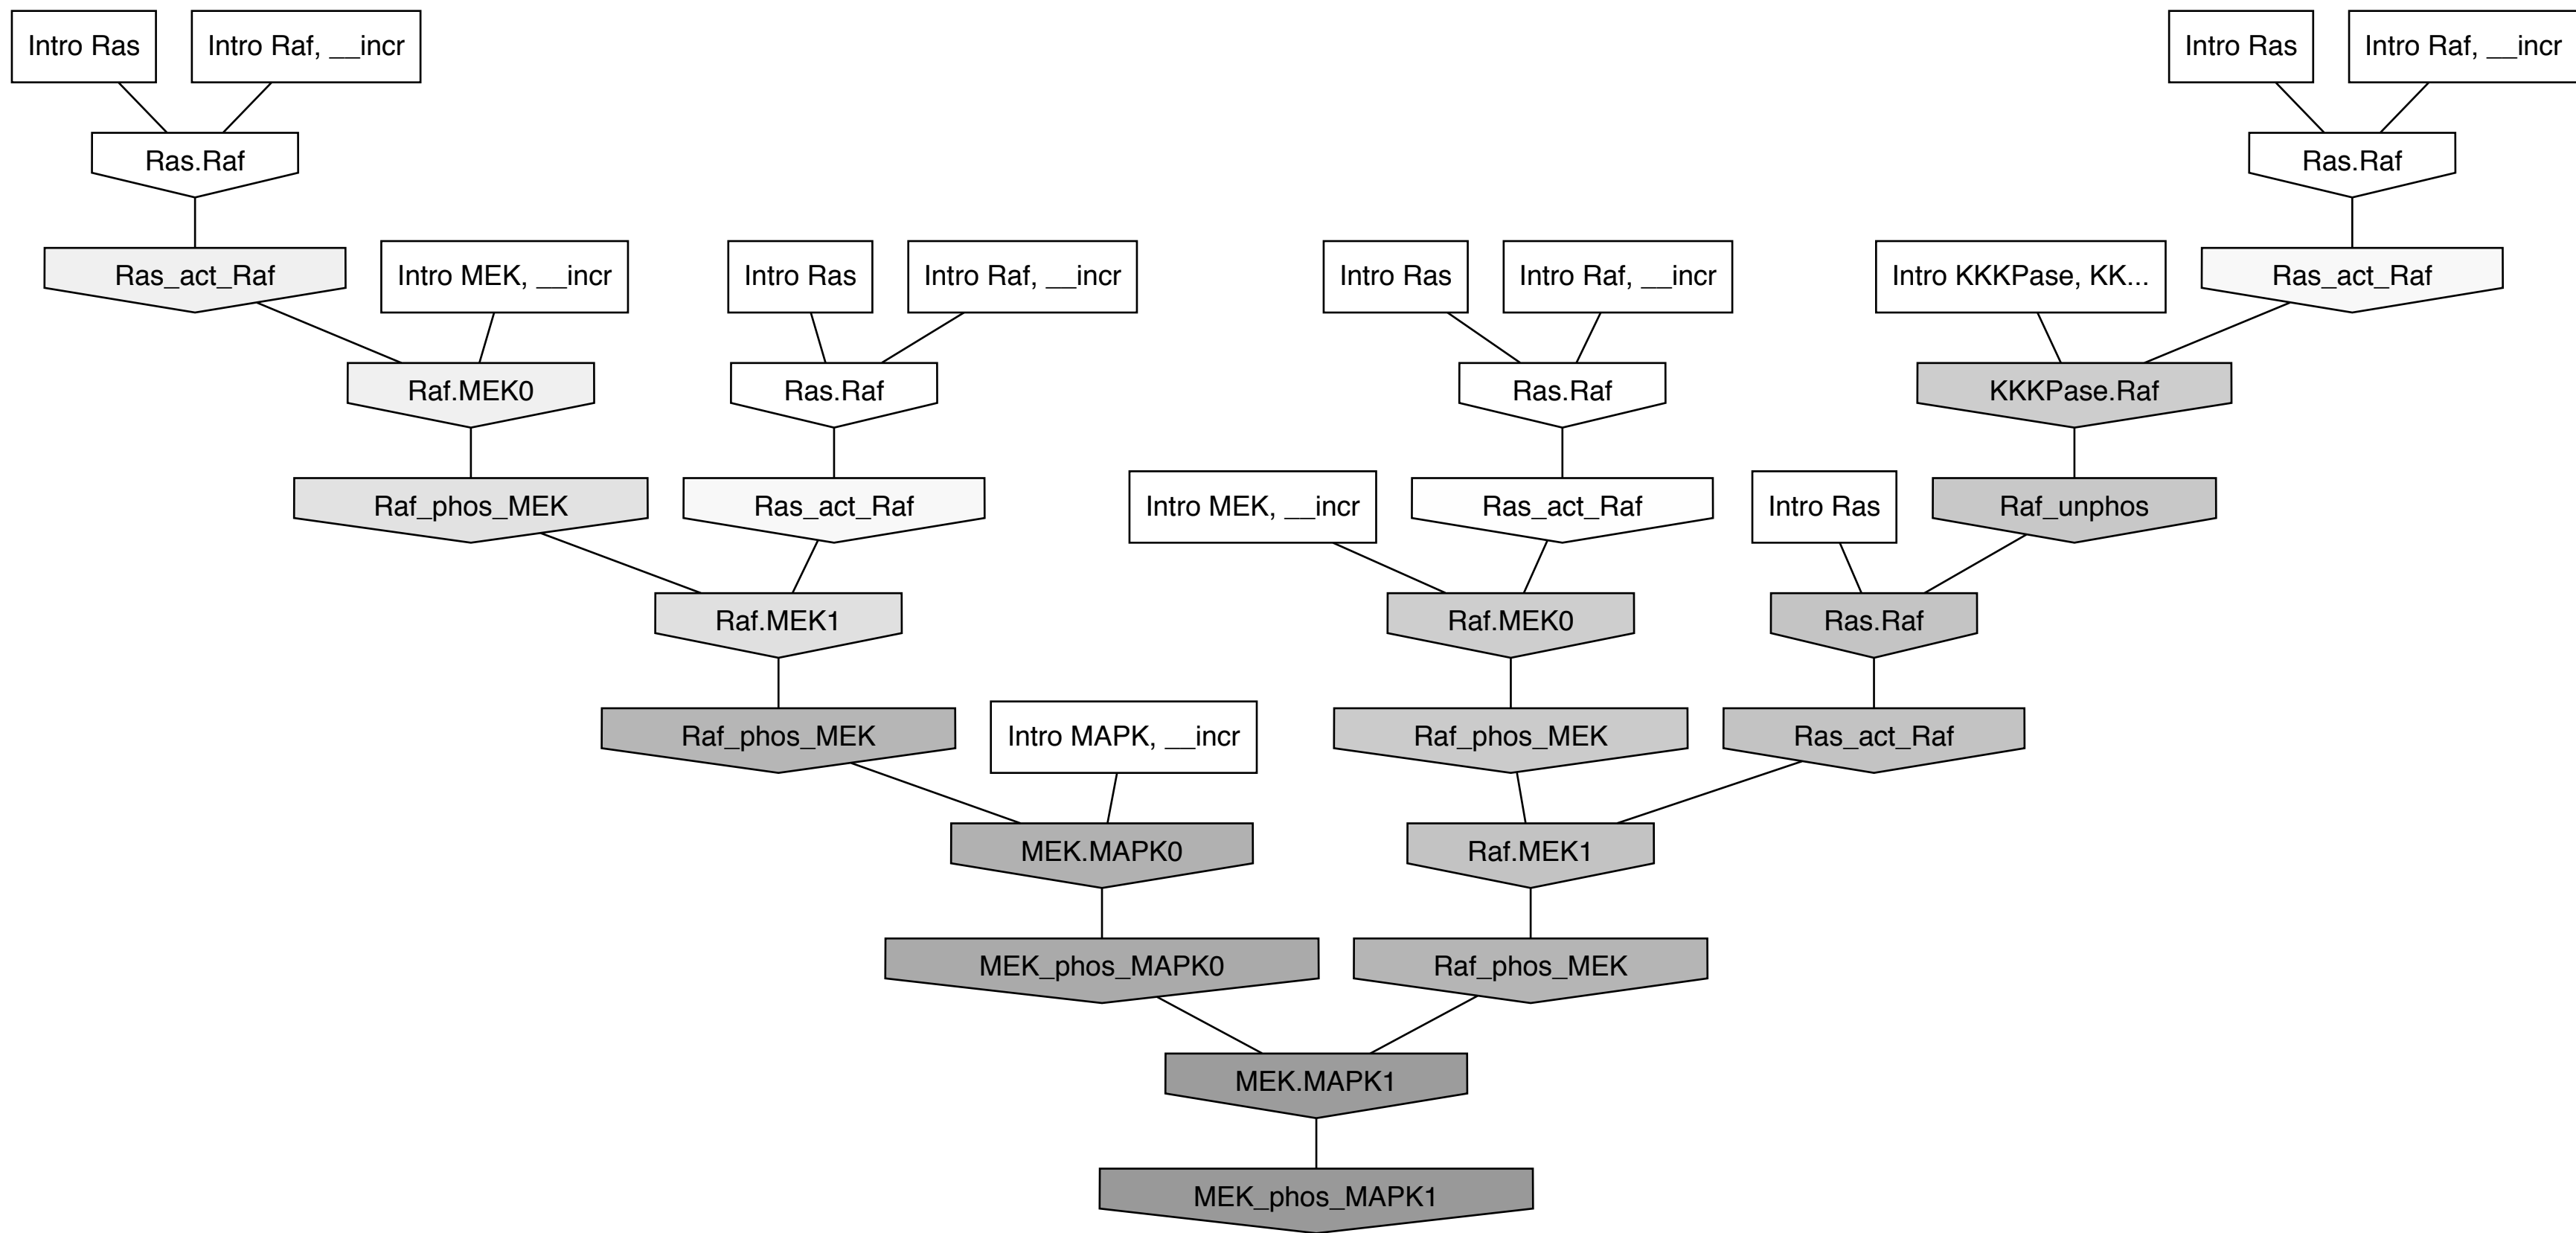 Intro Ras
Intro Raf, __incr
Intro Ras
Intro Raf, __incr
Ras.Raf
Ras.Raf
Ras_act_Raf
Intro MEK, __incr
Intro Ras
Intro Raf, __incr
Intro Ras
Intro Raf, __incr
Intro KKKPase, KK...
Ras_act_Raf
Raf.MEK0
Ras.Raf
Ras.Raf
KKKPase.Raf
Raf_phos_MEK
Ras_act_Raf
Intro MEK, __incr
Ras_act_Raf
Intro Ras
Raf_unphos
Raf.MEK1
Raf.MEK0
Ras.Raf
Raf_phos_MEK
Intro MAPK, __incr
Raf_phos_MEK
Ras_act_Raf
MEK.MAPK0
Raf.MEK1
MEK_phos_MAPK0
Raf_phos_MEK
MEK.MAPK1
MEK_phos_MAPK1